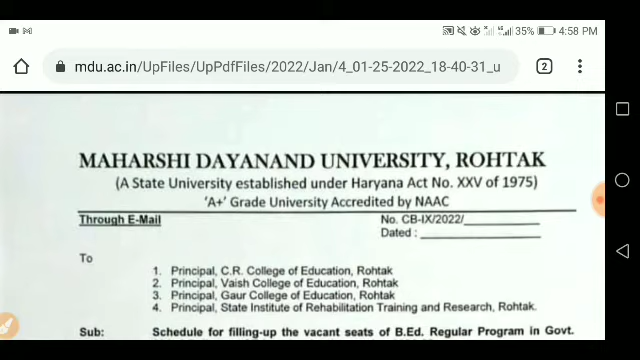 35% 4:58 PM
mdu.ac.in/UpFiles/UpPdfFiles/2022/Jan/4_01-25-2022_18-40-31_u
2
MAHARSHI DAYANAND UNIVERSITY, ROHTAK
(A State University established under Haryana Act No. XXV of 1975)
'A+' Grade University Accredited by NAAC
Through E-Mail No. CB-IX/2022/
Dated :
To
1. Principal, C.R. College of Education, Rohtak
2. Principal, Vaish College of Education, Rohtak
3. Principal, Gaur College of Education, Rohtak
4. Principal, State Institute of Rehabilitation Training and Research, Rohtak.
Sub: Schedule for filling-up the vacant seats of B.Ed. Regular Program in Govt.